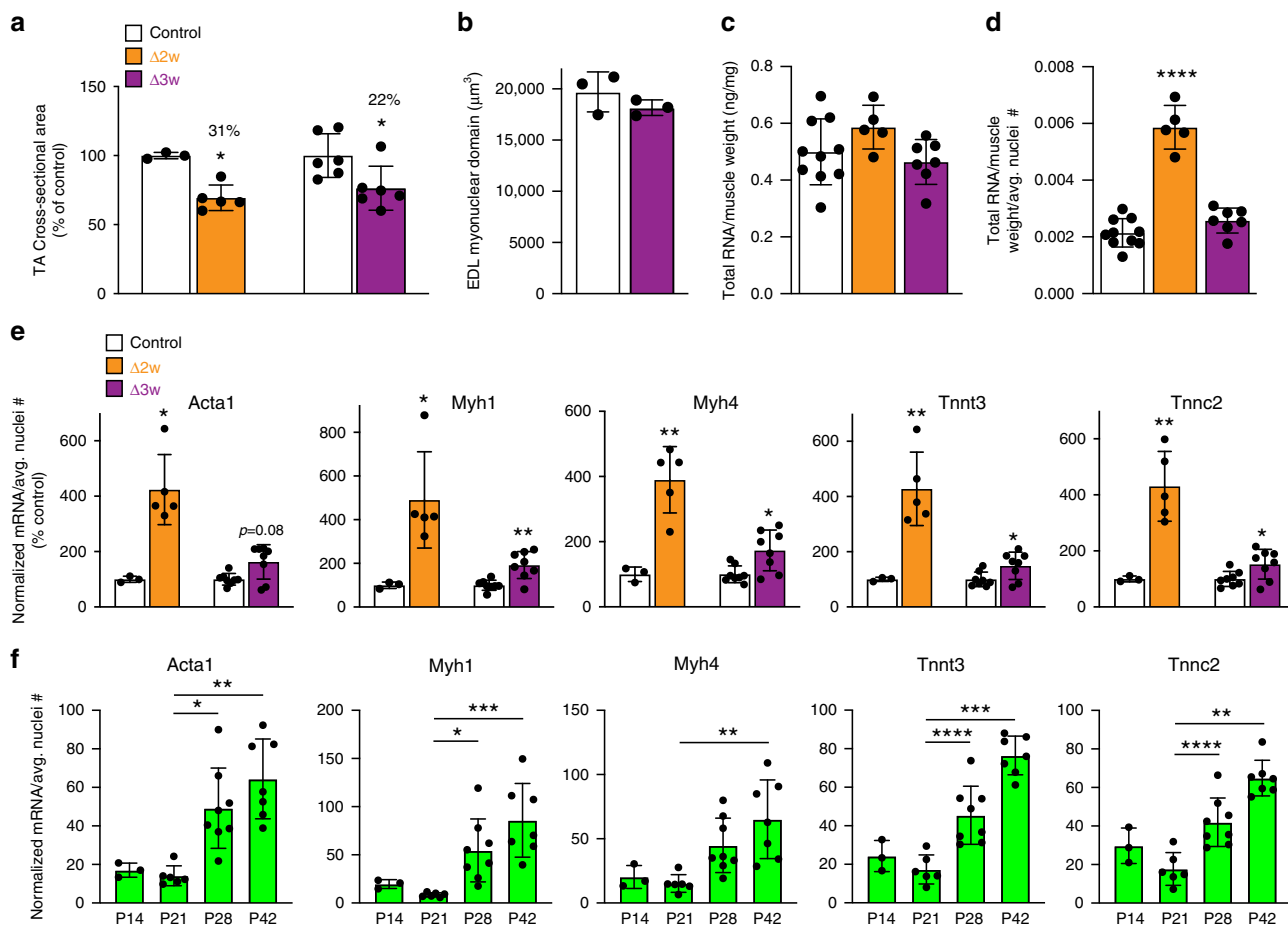 a
Control
Δ2w
Δ3w
TA Cross-sectional area
(% of control)
150
100
50
0
31%
*
22%
*
b
EDL myonuclear domain (μm³)
20,000
15,000
10,000
5000
0
c
Total RNA/muscle weight (ng/mg)
0.8
0.6
0.4
0.2
0.0
d
Total RNA/muscle
weight/avg. nuclei #
0.008
0.006
0.004
0.002
0.000
****
e
Control
Δ2w
Δ3w
Normalized mRNA/avg. nuclei #
(% control)
Acta1
600
400
200
0
*
p=0.08
Myh1
800
600
400
200
0
*
**
Myh4
600
400
200
0
**
*
Tnnt3
600
400
200
0
**
*
Tnnc2
600
400
200
0
**
*
f
Normalized mRNA/avg. nuclei #
Acta1
100
80
60
40
20
0
**
*
P14 P21 P28 P42
Myh1
200
150
100
50
0
***
*
P14 P21 P28 P42
Myh4
150
100
50
0
**
P14 P21 P28 P42
Tnnt3
100
80
60
40
20
0
***
****
P14 P21 P28 P42
Tnnc2
100
80
60
40
20
0
**
****
P14 P21 P28 P42